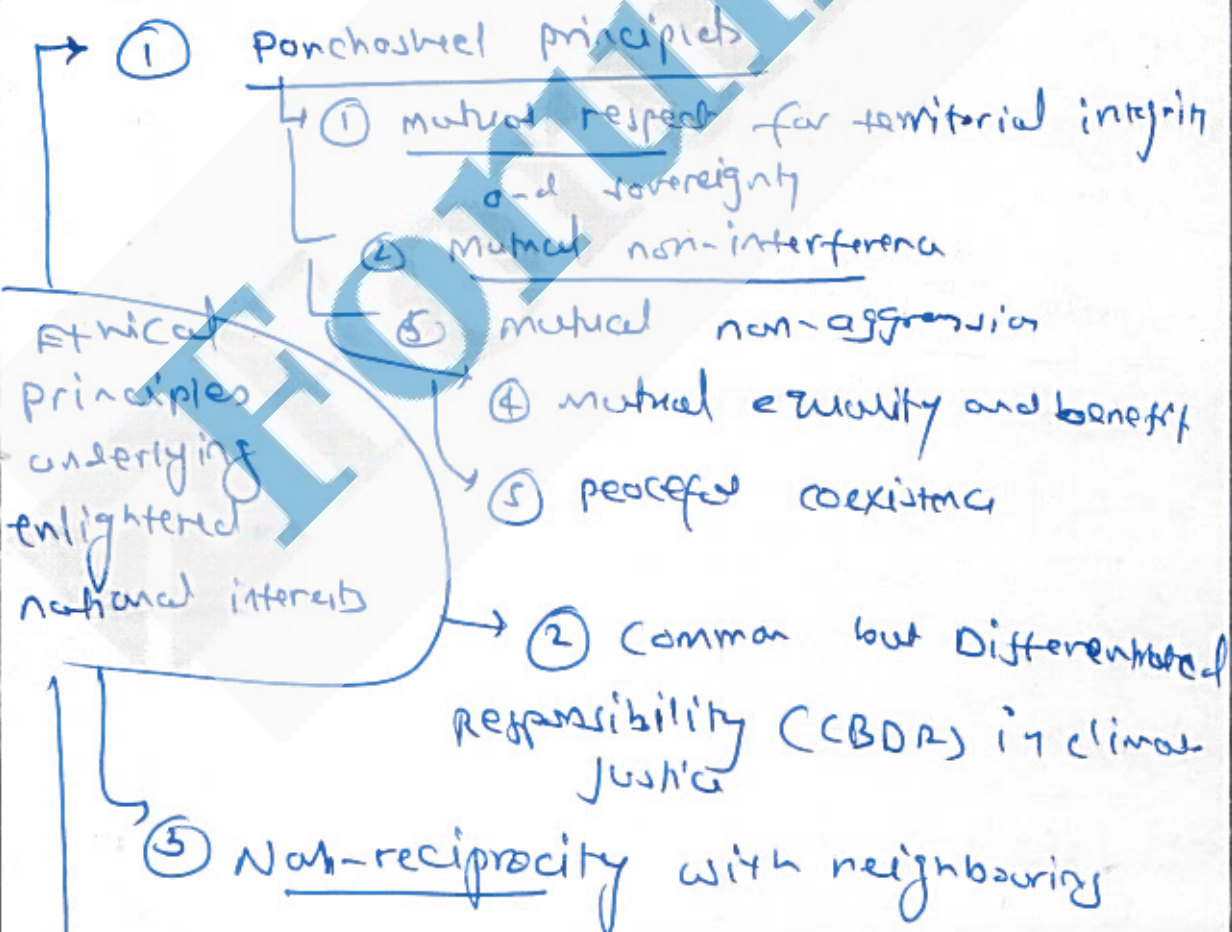 ① Panchasheel principles
① mutual respect for territorial integrity
and sovereignty
② Mutual non-interference
③ mutual non-aggression
④ mutual equality and benefit
⑤ peaceful coexistence
Ethical
principles
underlying
enlightened
national interests
② Common but Differentiated
Responsibility (CBDR) in climate
Justice
③ Non-reciprocity with neighbouring
Forum